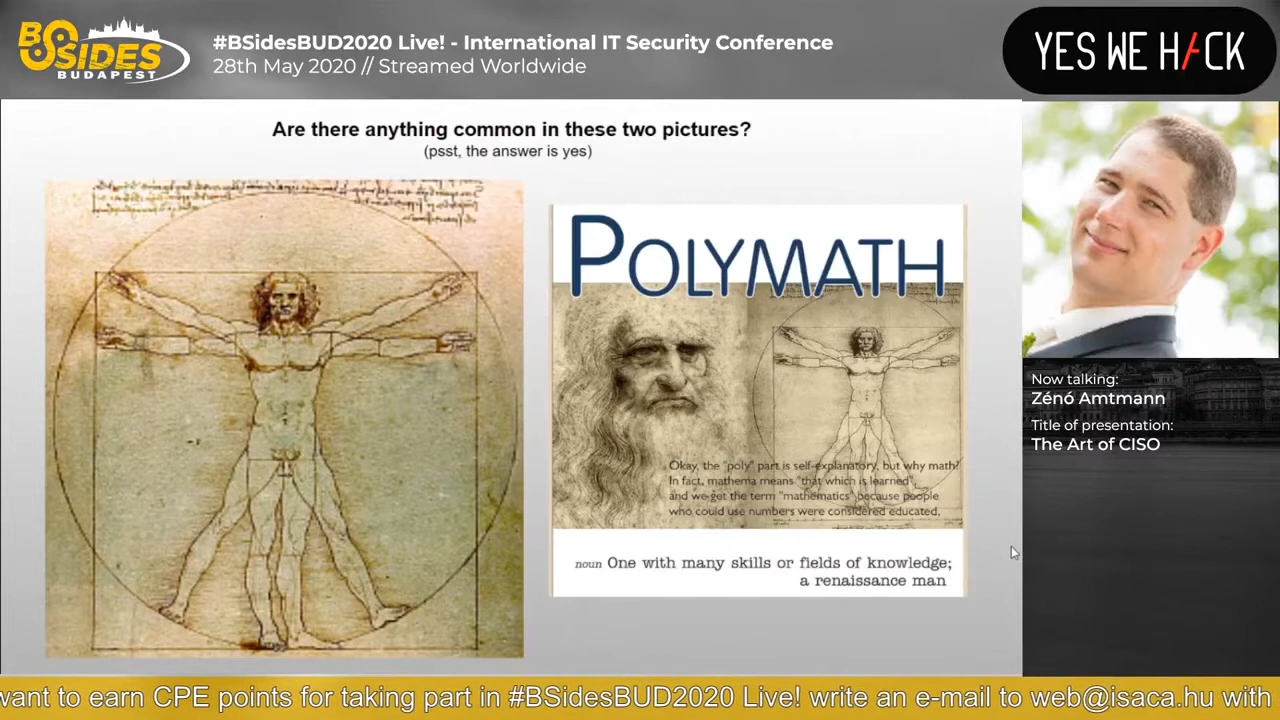 BSIDES
BUDAPEST
#BSidesBUD2020 Live! - International IT Security Conference
28th May 2020 // Streamed Worldwide
YES WE H/CK
Are there anything common in these two pictures?
(psst, the answer is yes)
POLYMATH
Okay, the "poly" part is self-explanatory, but why math?
In fact, mathema means "that which is learned",
and we get the term "mathematics" because people
who could use numbers were considered educated,
noun One with many skills or fields of knowledge;
a renaissance man
Now talking:
Zénó Amtmann
Title of presentation:
The Art of CISO
want to earn CPE points for taking part in #BSidesBUD2020 Live! write an e-mail to web@isaca.hu with